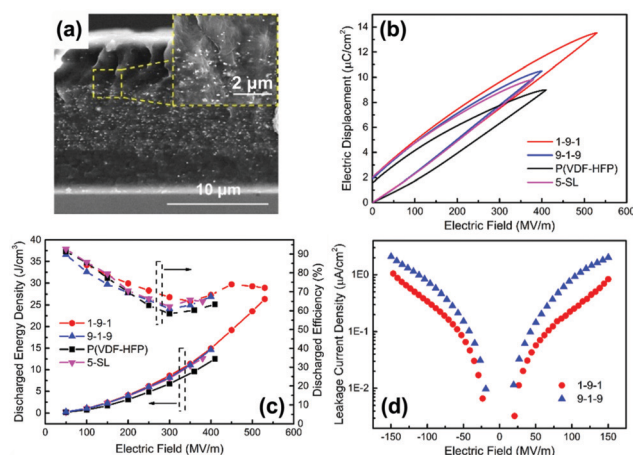 (a)
2 μm
10 μm
(b)
Electric Displacement (μC/cm²)
14
12
10
8
6
4
2
0
1-9-1
9-1-9
P(VDF-HFP)
5-SL
0 100 200 300 400 500 600
Electric Field (MV/m)
(c)
Discharged Energy Density (J/cm³)
40
35
30
25
20
15
10
5
0
Discharged Efficiency (%)
90
80
70
60
50
40
30
20
10
0
1-9-1
9-1-9
P(VDF-HFP)
5-SL
0 100 200 300 400 500 600
Electric Field (MV/m)
(d)
Leakage Current Density (μA/cm²)
1E0
1E-1
1E-2
1-9-1
9-1-9
-150 -100 -50 0 50 100 150
Electric Field (MV/m)